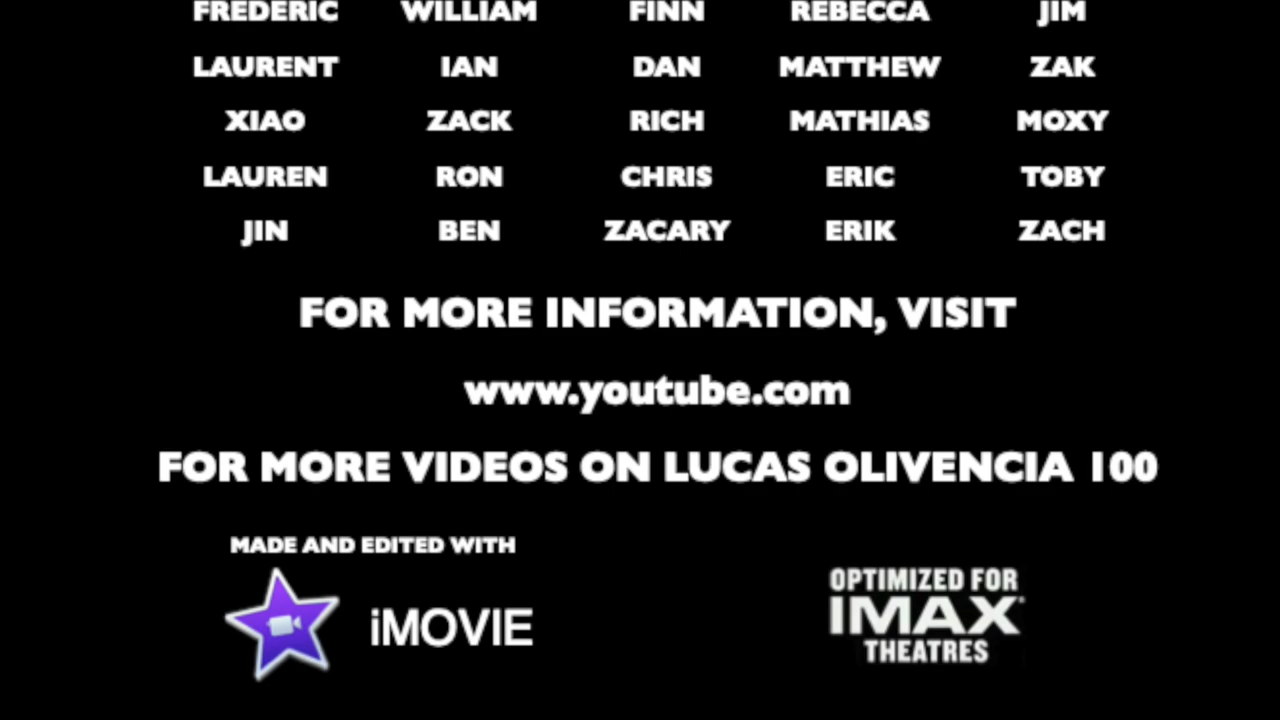 FREDERIC WILLIAM FINN REBECCA JIM
LAURENT IAN DAN MATTHEW ZAK
XIAO ZACK RICH MATHIAS MOXY
LAUREN RON CHRIS ERIC TOBY
JIN BEN ZACARY ERIK ZACH
FOR MORE INFORMATION, VISIT
www.youtube.com
FOR MORE VIDEOS ON LUCAS OLIVENCIA 100
MADE AND EDITED WITH
iMOVIE
OPTIMIZED FOR
IMAX
THEATRES